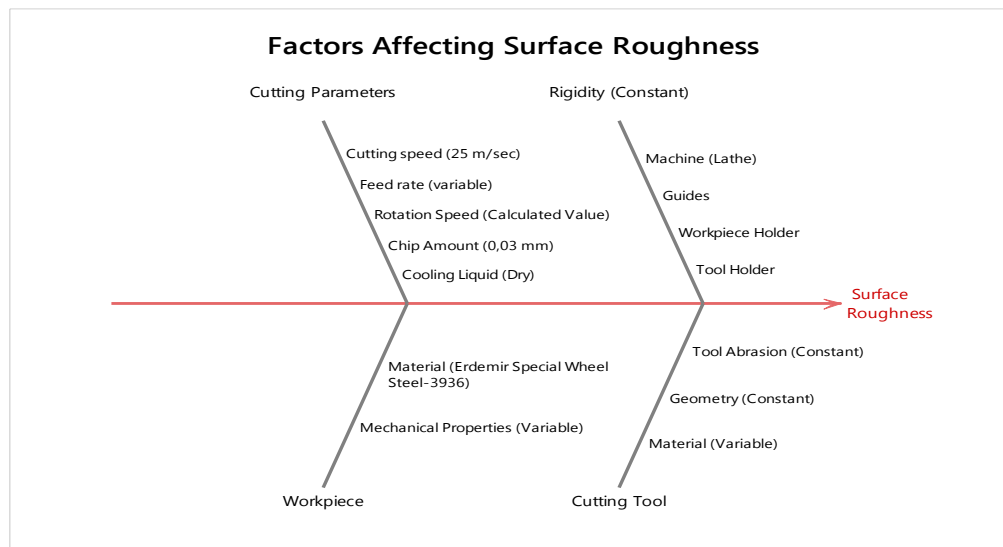 Factors Affecting Surface Roughness
Cutting Parameters
Cutting speed (25 m/sec)
Feed rate (variable)
Rotation Speed (Calculated Value)
Chip Amount (0,03 mm)
Cooling Liquid (Dry)
Rigidity (Constant)
Machine (Lathe)
Guides
Workpiece Holder
Tool Holder
Surface
Roughness
Material (Erdemir Special Wheel
Steel-3936)
Mechanical Properties (Variable)
Workpiece
Tool Abrasion (Constant)
Geometry (Constant)
Material (Variable)
Cutting Tool